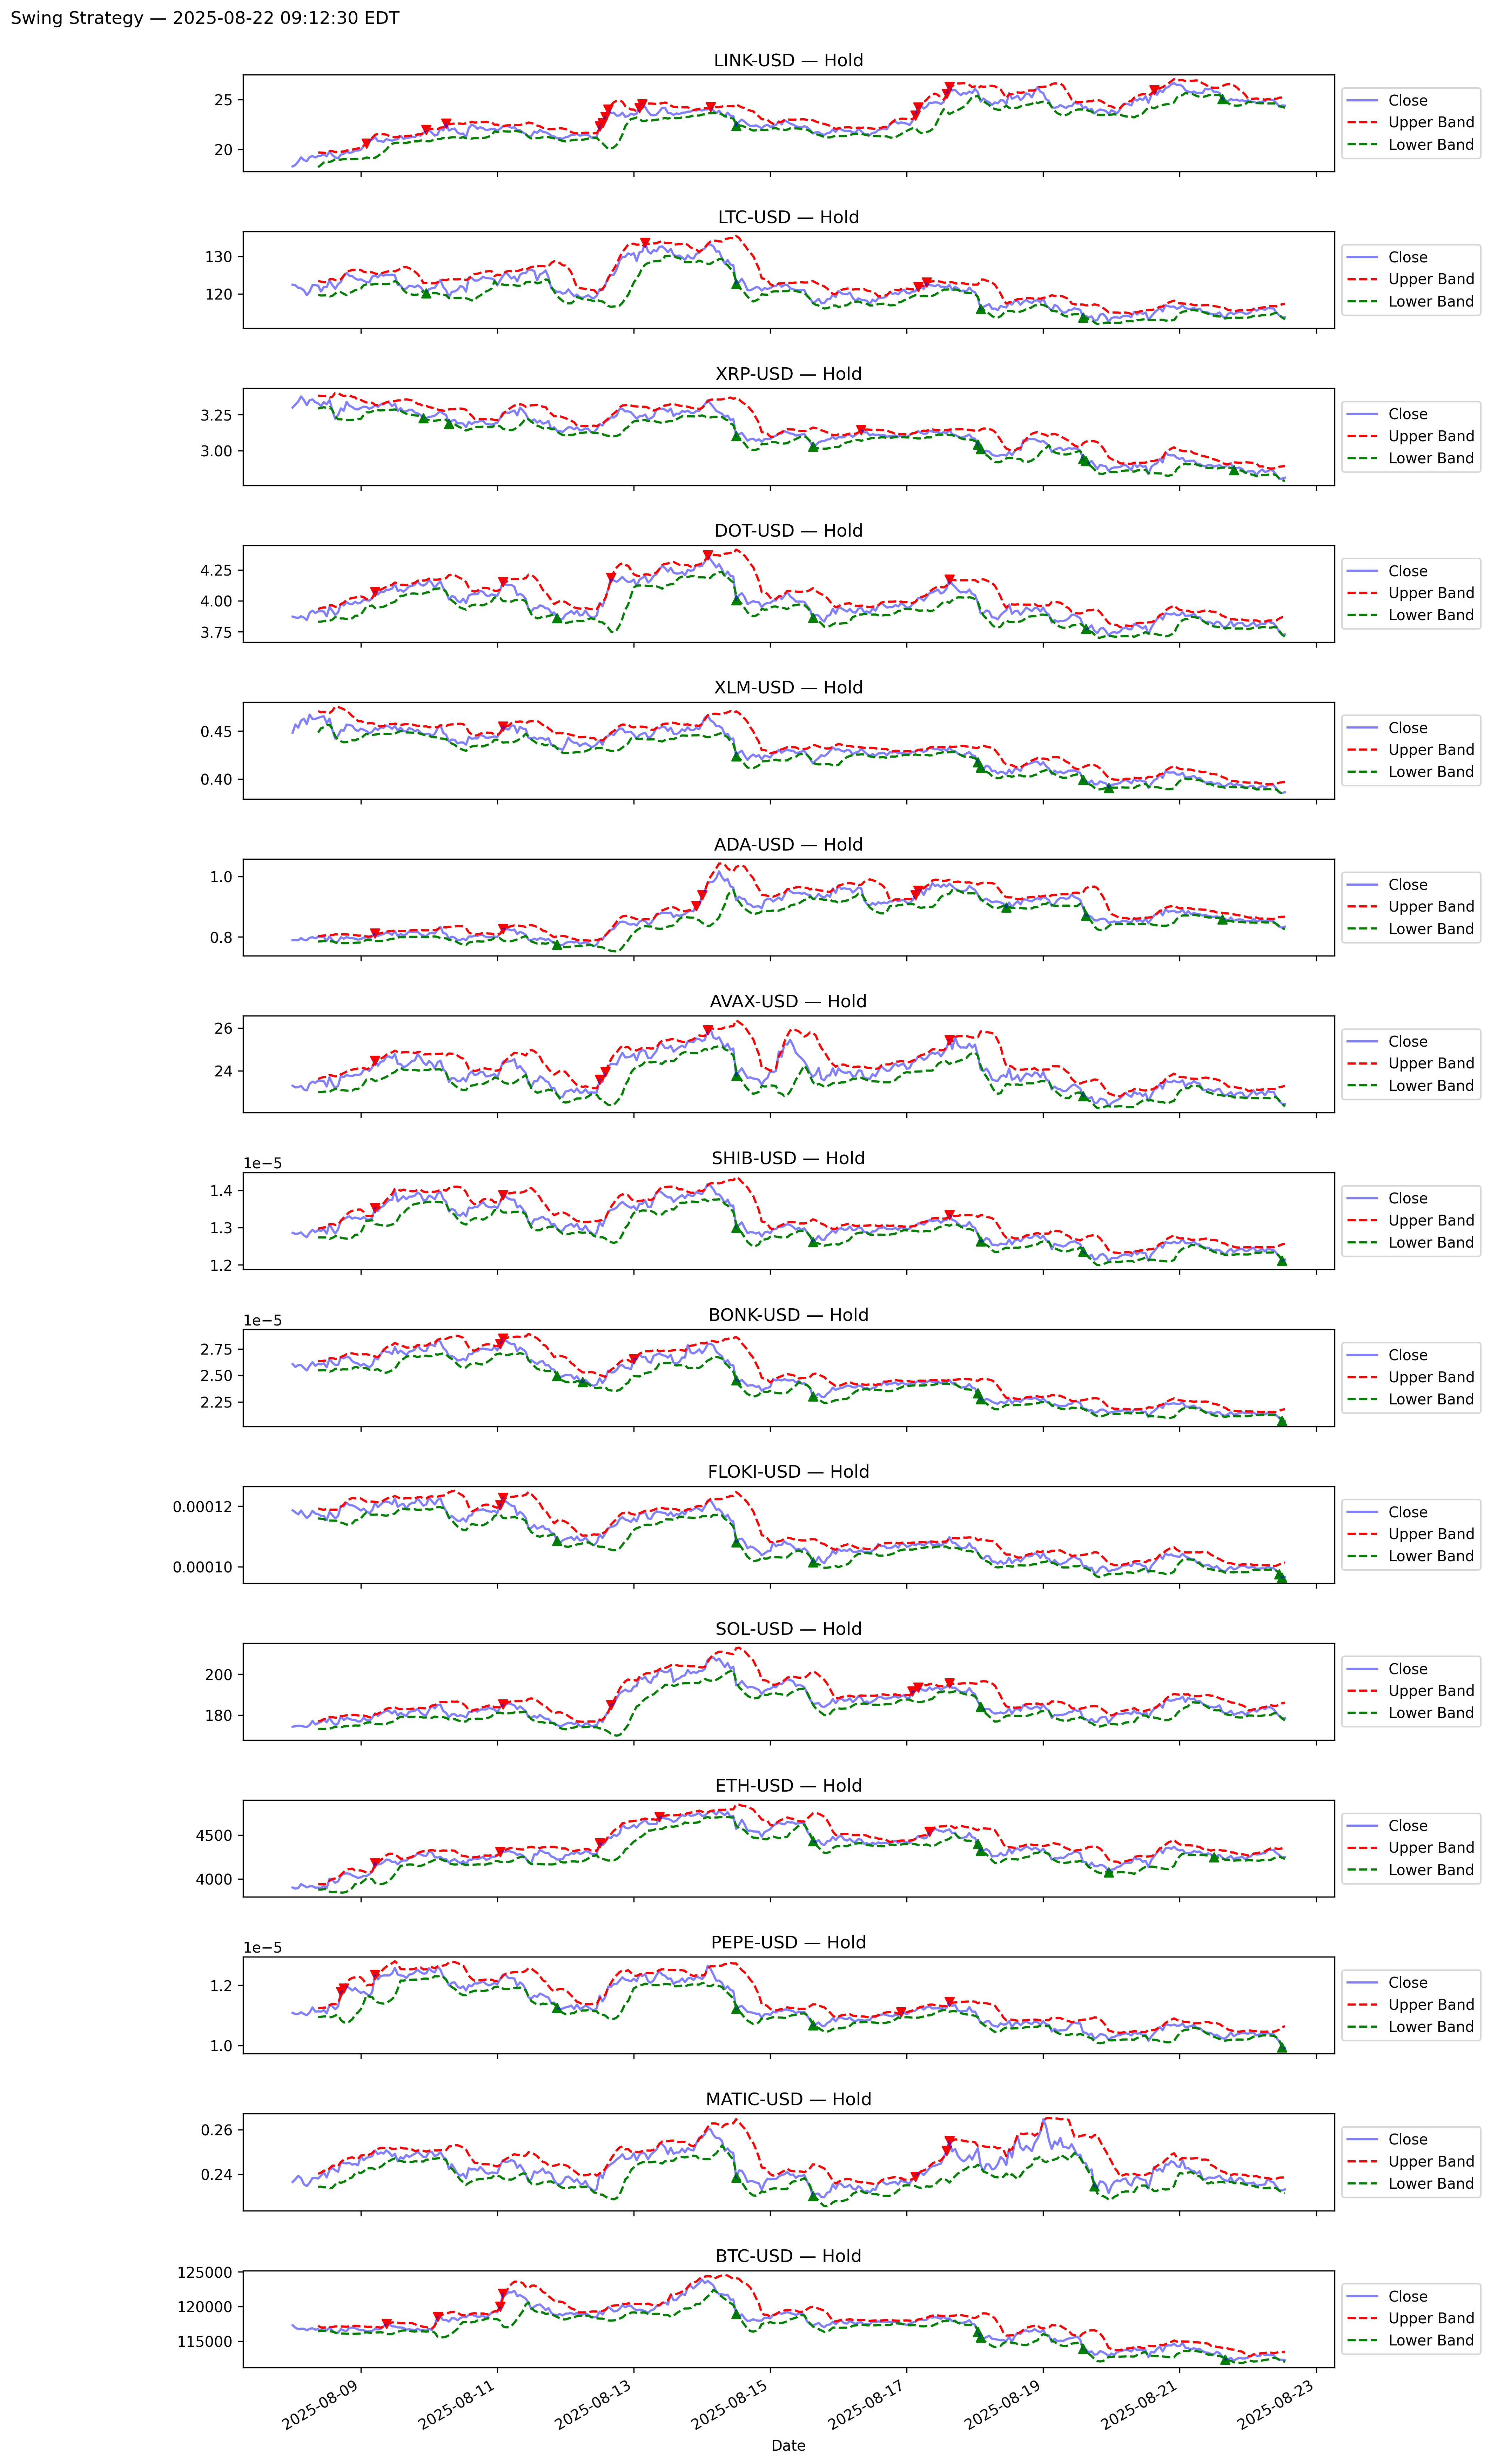 Swing Strategy — 2025-08-22 09:12:30 EDT
LINK-USD — Hold
25
20
Close
Upper Band
Lower Band
LTC-USD — Hold
130
120
Close
Upper Band
Lower Band
XRP-USD — Hold
3.25
3.00
Close
Upper Band
Lower Band
DOT-USD — Hold
4.25
4.00
3.75
Close
Upper Band
Lower Band
XLM-USD — Hold
0.45
0.40
Close
Upper Band
Lower Band
ADA-USD — Hold
1.0
0.8
Close
Upper Band
Lower Band
AVAX-USD — Hold
26
24
Close
Upper Band
Lower Band
SHIB-USD — Hold
1e−5
1.4
1.3
1.2
Close
Upper Band
Lower Band
BONK-USD — Hold
1e−5
2.75
2.50
2.25
Close
Upper Band
Lower Band
FLOKI-USD — Hold
0.00012
0.00010
Close
Upper Band
Lower Band
SOL-USD — Hold
200
180
Close
Upper Band
Lower Band
ETH-USD — Hold
4500
4000
Close
Upper Band
Lower Band
PEPE-USD — Hold
1e−5
1.2
1.0
Close
Upper Band
Lower Band
MATIC-USD — Hold
0.26
0.24
Close
Upper Band
Lower Band
BTC-USD — Hold
125000
120000
115000
Close
Upper Band
Lower Band
2025-08-09
2025-08-11
2025-08-13
2025-08-15
2025-08-17
2025-08-19
2025-08-21
2025-08-23
Date